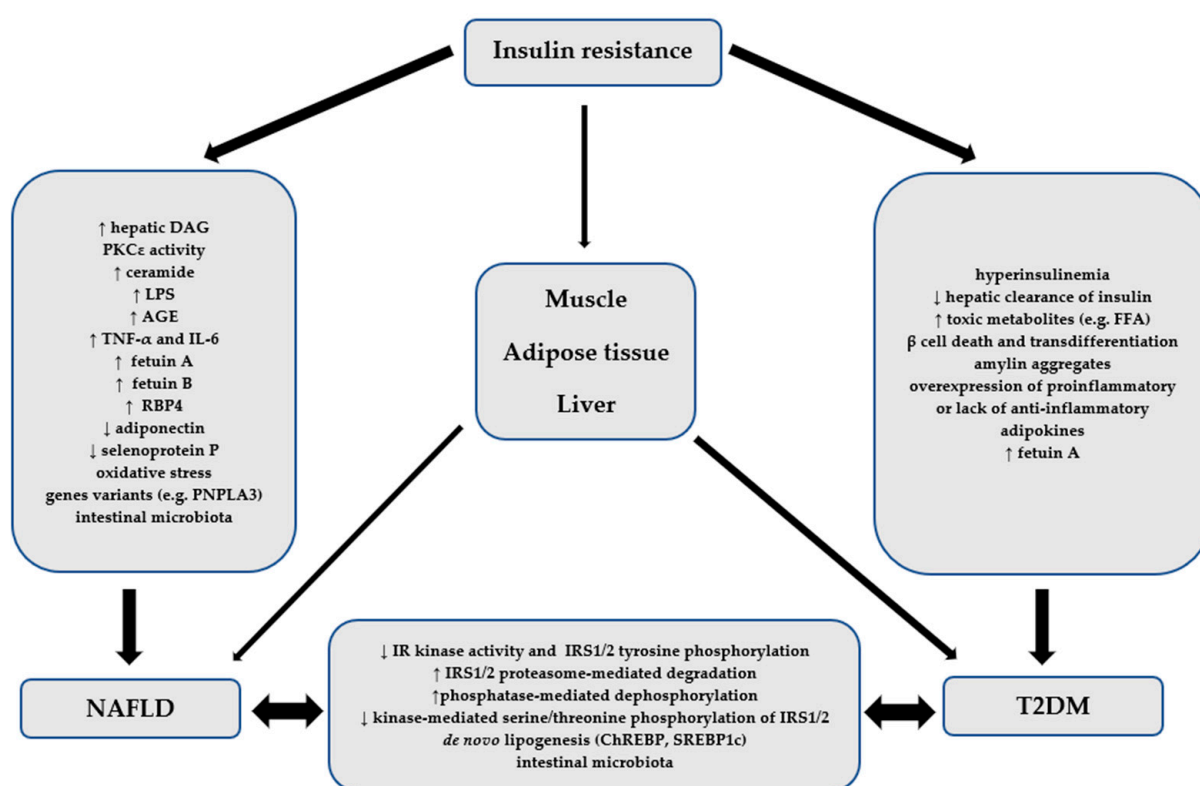 Insulin resistance
↑ hepatic DAG
PKCε activity
↑ ceramide
↑ LPS
↑ AGE
↑ TNF-α and IL-6
↑ fetuin A
↑ fetuin B
↑ RBP4
↓ adiponectin
↓ selenoprotein P
oxidative stress
genes variants (e.g. PNPLA3)
intestinal microbiota
Muscle
Adipose tissue
Liver
hyperinsulinemia
↓ hepatic clearance of insulin
↑ toxic metabolites (e.g. FFA)
β cell death and transdifferentiation
amylin aggregates
overexpression of proinflammatory
or lack of anti-inflammatory
adipokines
↑ fetuin A
NAFLD
↓ IR kinase activity and IRS1/2 tyrosine phosphorylation
↑ IRS1/2 proteasome-mediated degradation
↑phosphatase-mediated dephosphorylation
↓ kinase-mediated serine/threonine phosphorylation of IRS1/2
de novo lipogenesis (ChREBP, SREBP1c)
intestinal microbiota
T2DM